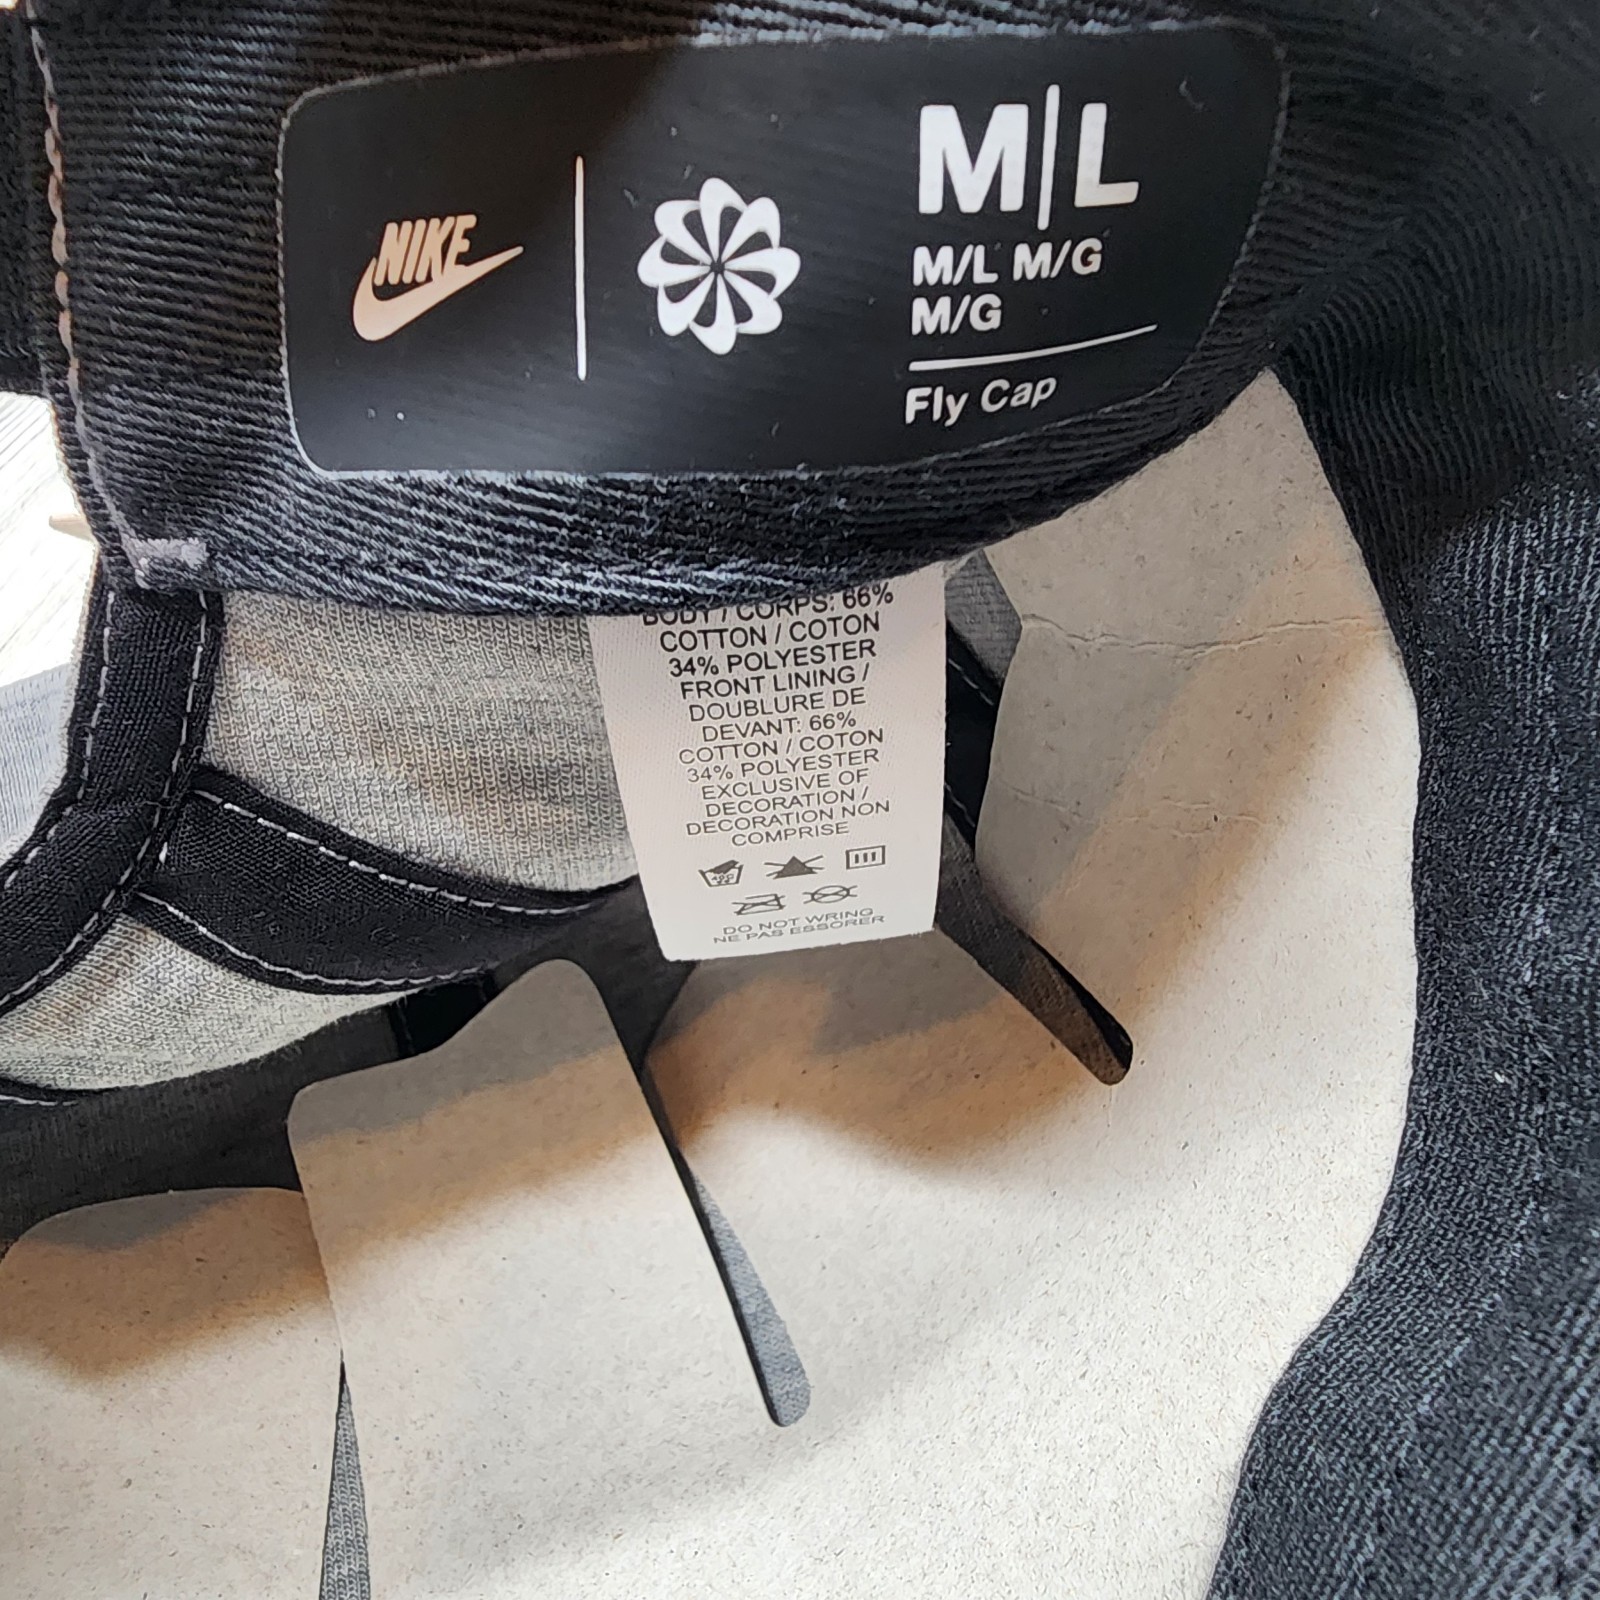 NIKE
M|L
M/L M/G
M/G
Fly Cap
BODY / CORPS: 66%
COTTON / COTON
34% POLYESTER
FRONT LINING /
DOUBLURE DE
DEVANT: 66%
COTTON / COTON
34% POLYESTER
EXCLUSIVE OF
DECORATION /
DECORATION NON
COMPRISE
DO NOT WRING
NE PAS ESSORER